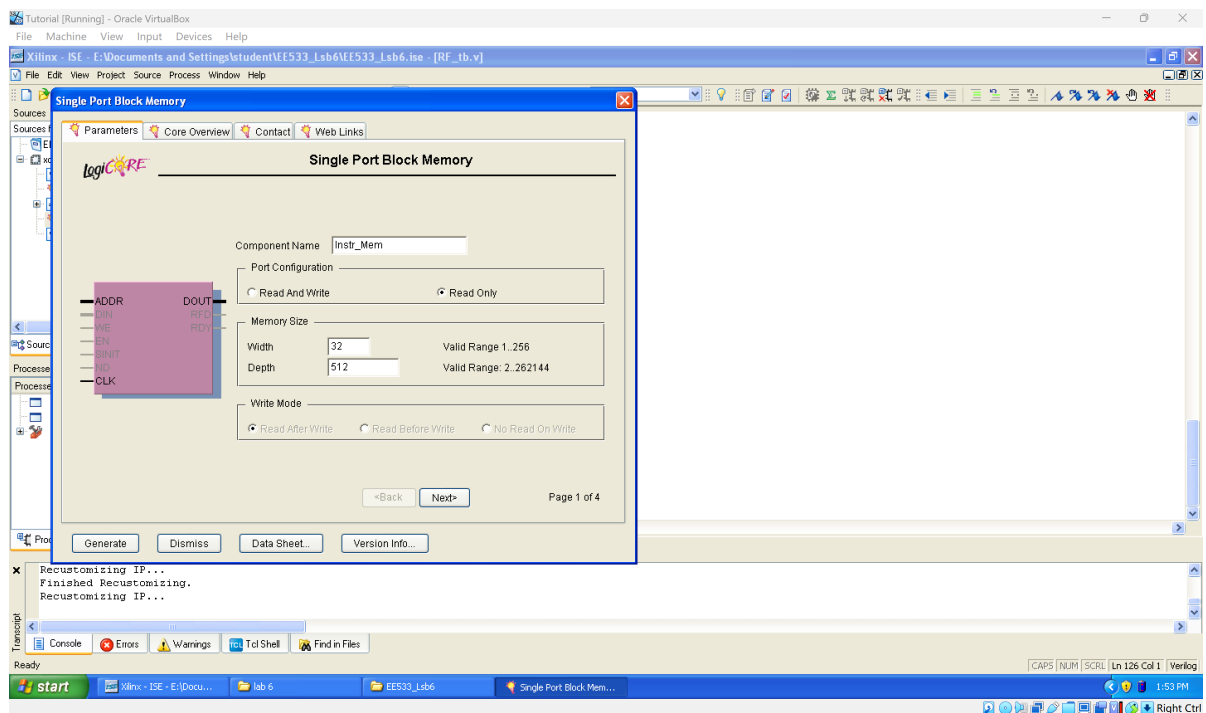 Tutorial [Running] - Oracle VirtualBox
File Machine View Input Devices Help
Xilinx - ISE - E:\Documents and Settings\student\EE533_Lsb6\EE533_Lsb6.ise - [RF_tb.v]
File Edit View Project Source Process Window Help
Single Port Block Memory
Sources
Sources f
Parameters Core Overview Contact Web Links
logiCORE
Single Port Block Memory
Component Name Instr_Mem
Port Configuration
Read And Write Read Only
ADDR DOUT
DIN RFD
WE RDY
EN
SINIT
ND
CLK
Memory Size
Width 32 Valid Range 1..256
Depth 512 Valid Range: 2..262144
Write Mode
Read After Write Read Before Write No Read On Write
<Back Next> Page 1 of 4
Sourc
Processe
Processe
Proc
Generate Dismiss Data Sheet... Version Info...
Recustomizing IP...
Finished Recustomizing.
Recustomizing IP...
Transcript
Console Errors Warnings Tcl Shell Find in Files
Ready
CAPS NUM SCRL Ln 126 Col 1 Verilog
start Xilinx - ISE - E:\Docu... lab 6 EE533_Lsb6 Single Port Block Mem... 1:53 PM
Right Ctrl